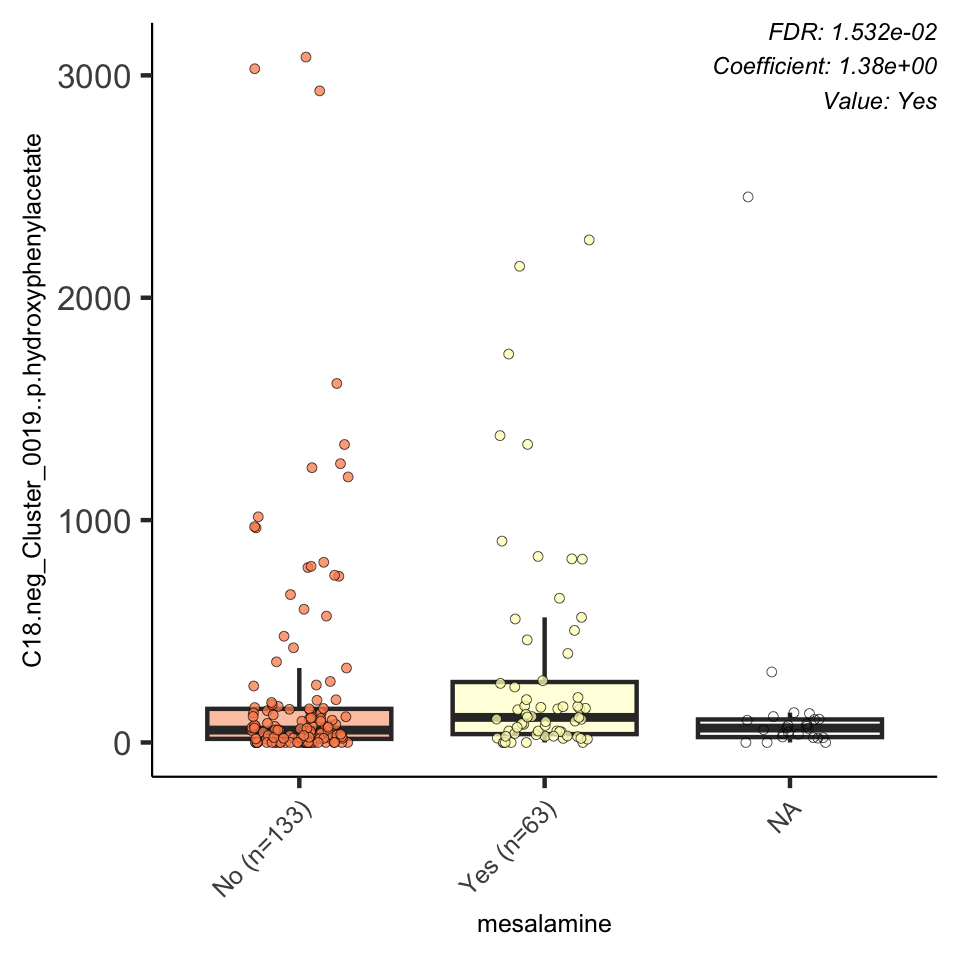 FDR: 1.532e-02
Coefficient: 1.38e+00
Value: Yes
C18.neg_Cluster_0019..p.hydroxyphenylacetate
3000
2000
1000
0
No (n=133)
Yes (n=63)
NA
mesalamine